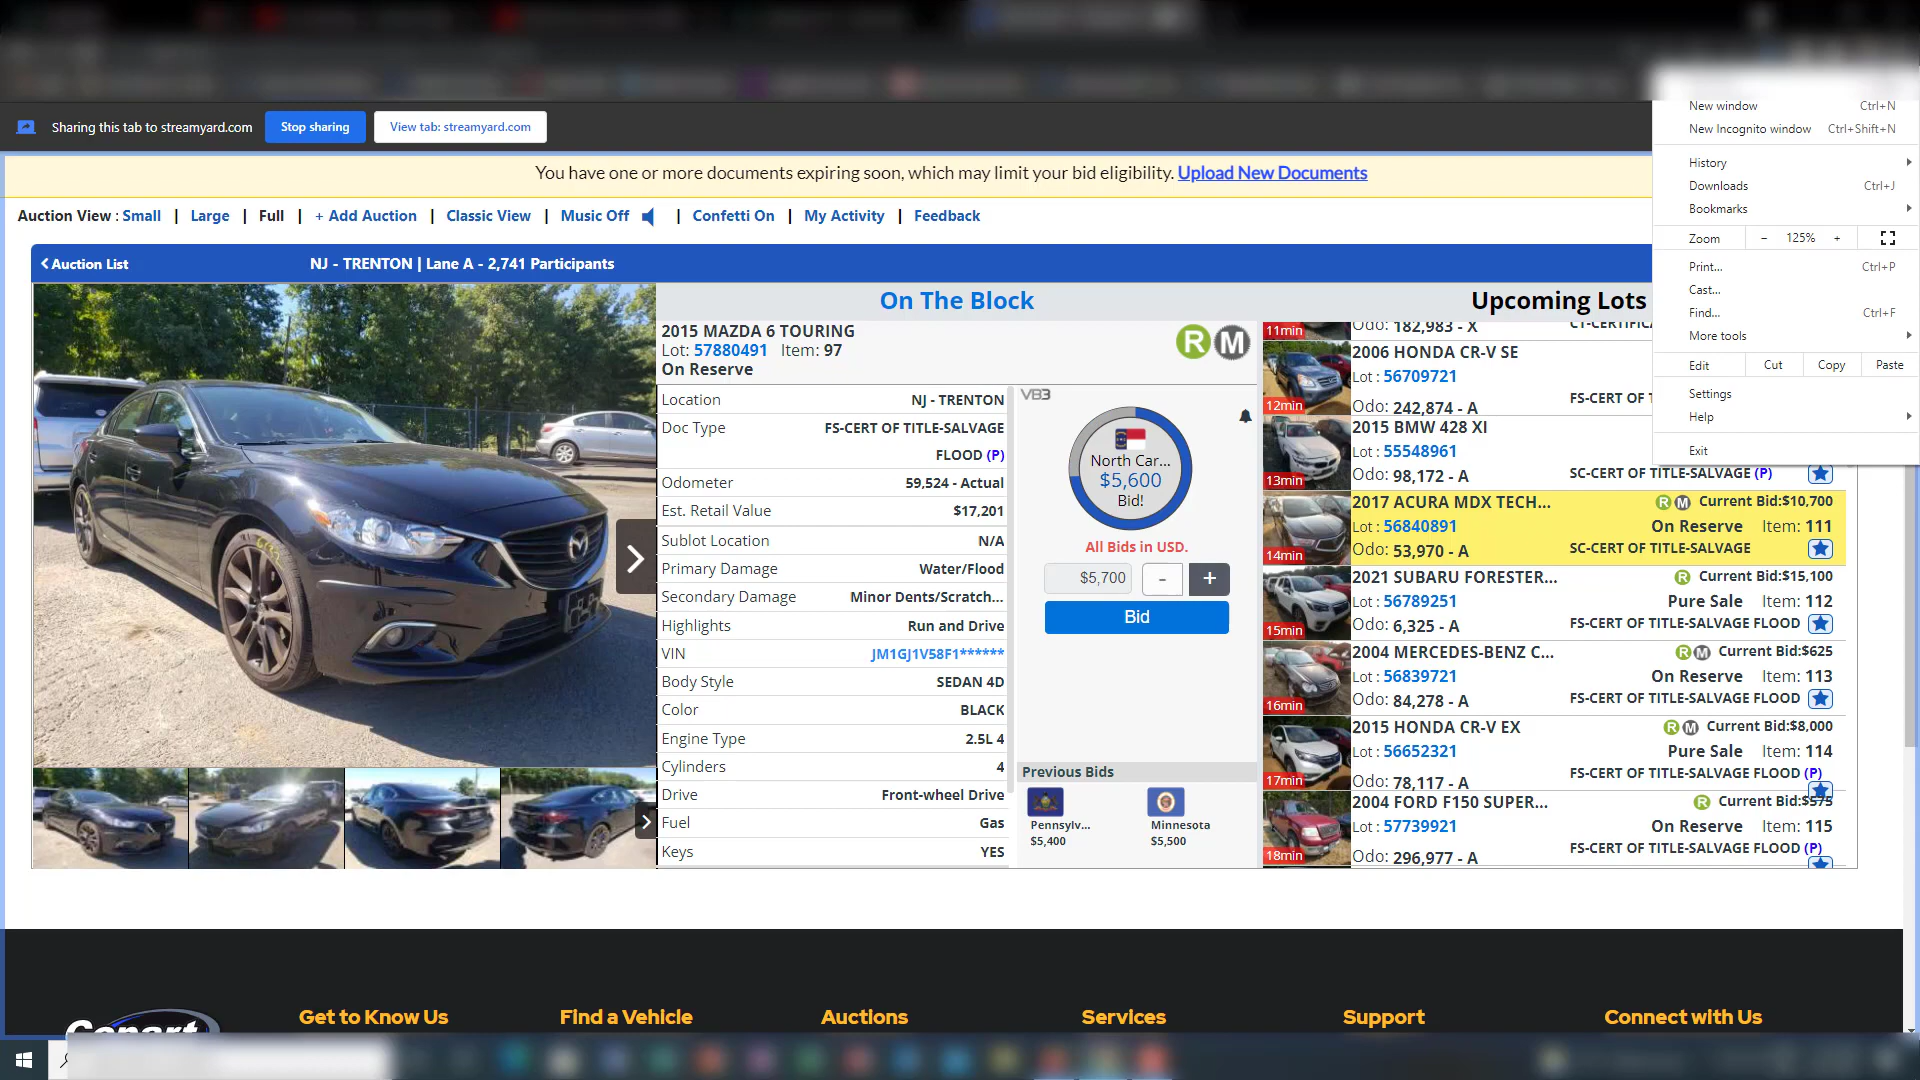 Sharing this tab to streamyard.com Stop sharing View tab: streamyard.com
New window Ctrl+N
New Incognito window Ctrl+Shift+N
History
Downloads Ctrl+J
Bookmarks
Zoom - 125% +
Print... Ctrl+P
Cast...
Find... Ctrl+F
More tools
Edit Cut Copy Paste
Settings
Help
Exit
You have one or more documents expiring soon, which may limit your bid eligibility. Upload New Documents
Auction View : Small | Large | Full | + Add Auction | Classic View | Music Off | Confetti On | My Activity | Feedback
Auction List NJ - TRENTON | Lane A - 2,741 Participants
On The Block
2015 MAZDA 6 TOURING
Lot: 57880491 Item: 97
On Reserve
R M
Location NJ - TRENTON
Doc Type FS-CERT OF TITLE-SALVAGE
FLOOD (P)
Odometer 59,524 - Actual
Est. Retail Value $17,201
Sublot Location N/A
Primary Damage Water/Flood
Secondary Damage Minor Dents/Scratch...
Highlights Run and Drive
VIN JM1GJ1V58F1******
Body Style SEDAN 4D
Color BLACK
Engine Type 2.5L 4
Cylinders 4
Drive Front-wheel Drive
Fuel Gas
Keys YES
VB3
North Car...
$5,600
Bid!
All Bids in USD.
$5,700 - +
Bid
Previous Bids
Pennsylv...
$5,400
Minnesota
$5,500
Upcoming Lots
11min Odo: 182,983 - X CT-CERTIFICA
2006 HONDA CR-V SE
Lot : 56709721
FS-CERT OF T
12min Odo: 242,874 - A
2015 BMW 428 XI
Lot : 55548961
13min Odo: 98,172 - A SC-CERT OF TITLE-SALVAGE (P)
2017 ACURA MDX TECH... R M Current Bid:$10,700
Lot : 56840891 On Reserve Item: 111
14min Odo: 53,970 - A SC-CERT OF TITLE-SALVAGE
2021 SUBARU FORESTER... R Current Bid:$15,100
Lot : 56789251 Pure Sale Item: 112
15min Odo: 6,325 - A FS-CERT OF TITLE-SALVAGE FLOOD
2004 MERCEDES-BENZ C... R M Current Bid:$625
Lot : 56839721 On Reserve Item: 113
16min Odo: 84,278 - A FS-CERT OF TITLE-SALVAGE FLOOD
2015 HONDA CR-V EX R M Current Bid:$8,000
Lot : 56652321 Pure Sale Item: 114
17min Odo: 78,117 - A FS-CERT OF TITLE-SALVAGE FLOOD (P)
2004 FORD F150 SUPER... R Current Bid:$575
Lot : 57739921 On Reserve Item: 115
18min Odo: 296,977 - A FS-CERT OF TITLE-SALVAGE FLOOD (P)
Copart
Get to Know Us Find a Vehicle Auctions Services Support Connect with Us